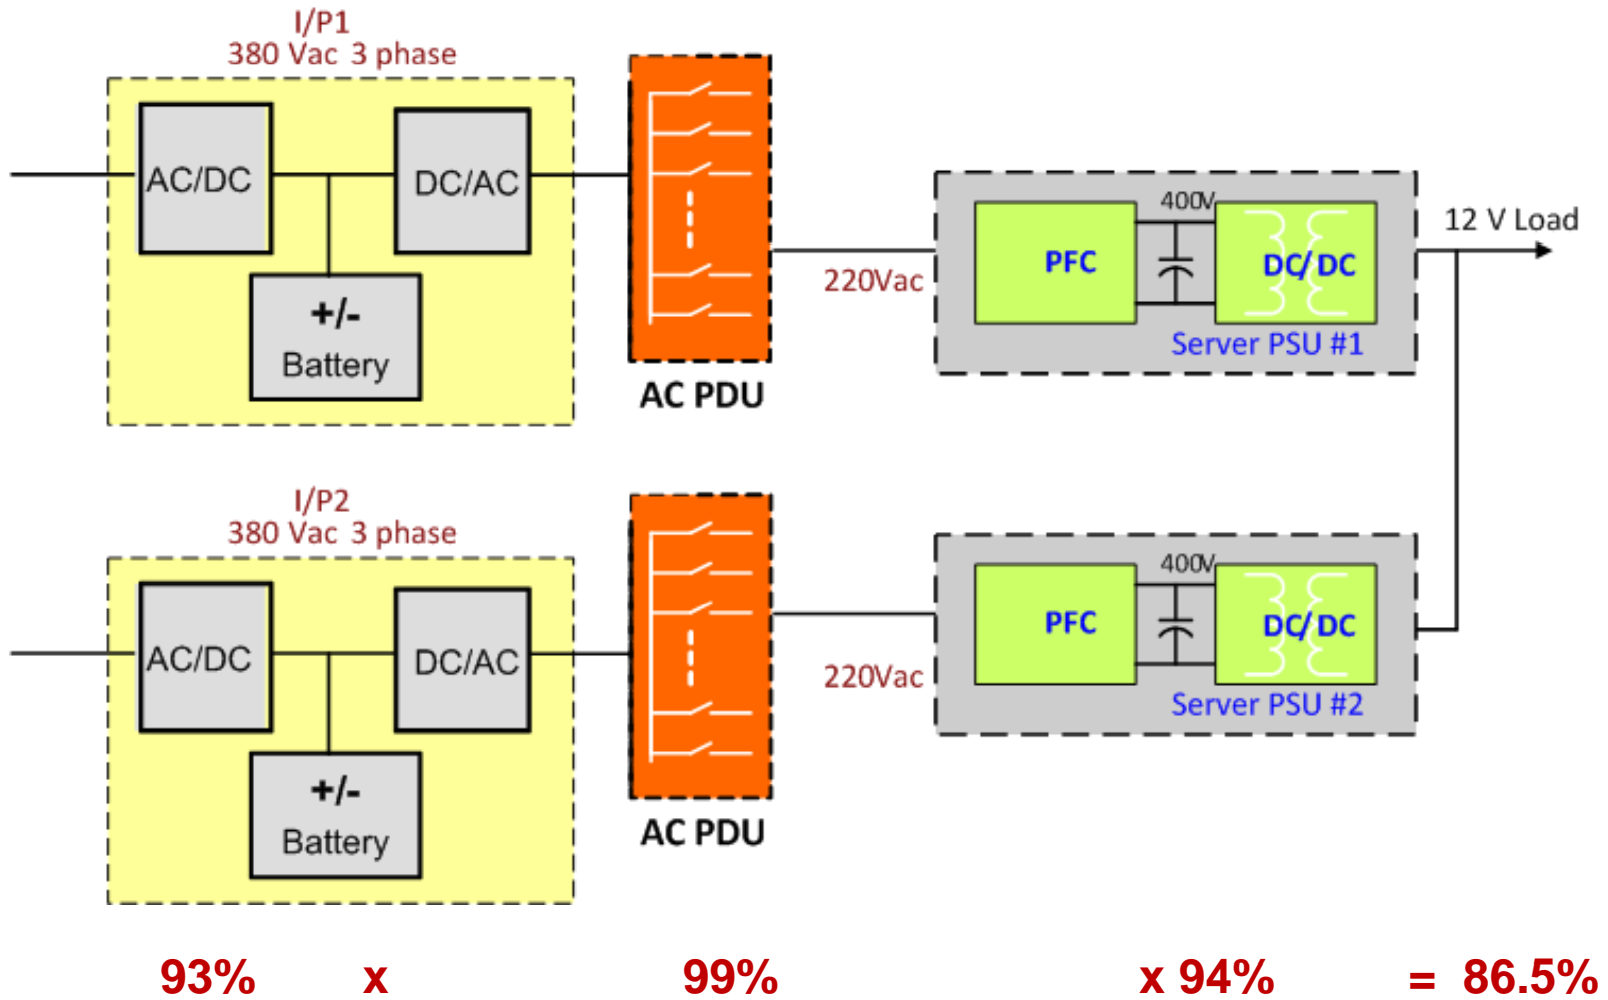 I/P1
380 Vac 3 phase
AC/DC
DC/AC
+/-
Battery
AC PDU
220Vac
400V
PFC
DC/DC
Server PSU #1
12 V Load
I/P2
380 Vac 3 phase
AC/DC
DC/AC
+/-
Battery
AC PDU
220Vac
400V
PFC
DC/DC
Server PSU #2
93% x 99% x 94% = 86.5%